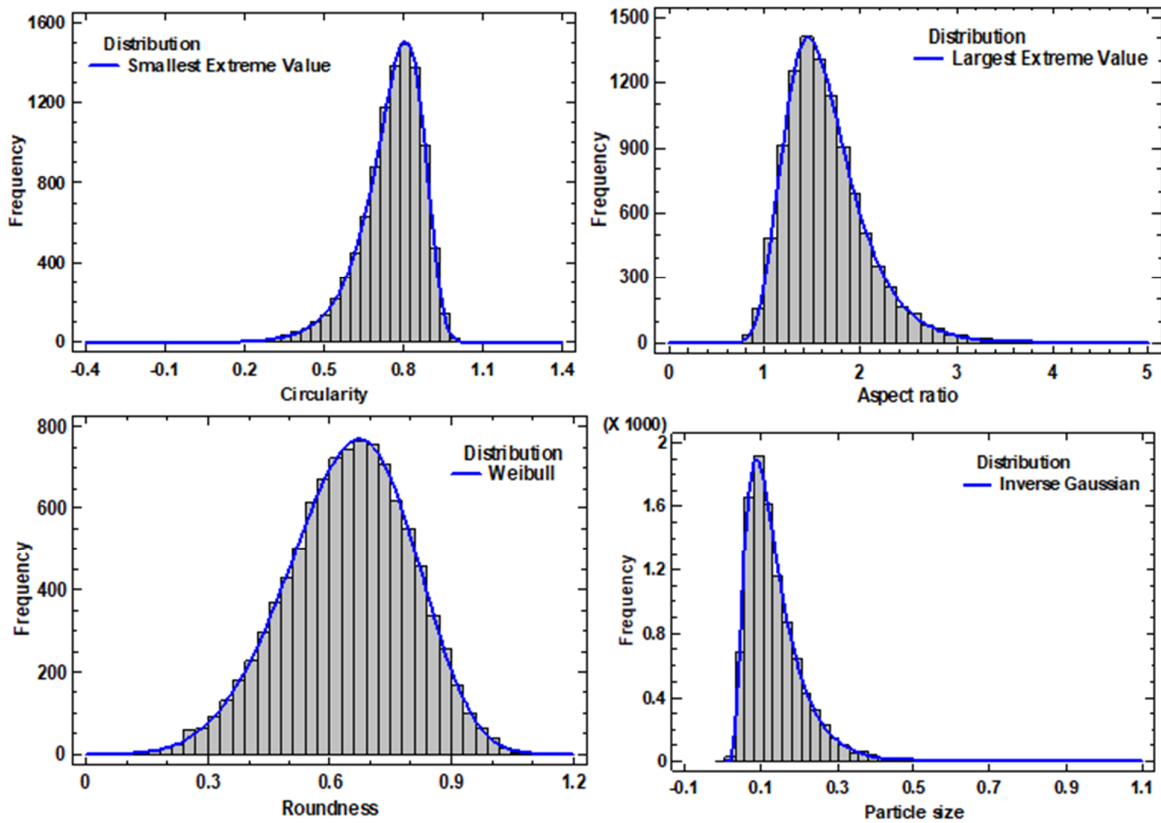 1600
1200
800
400
0
Frequency
Distribution
Smallest Extreme Value
-0.4 -0.1 0.2 0.5 0.8 1.1 1.4
Circularity
1500
1200
900
600
300
0
Frequency
Distribution
Largest Extreme Value
0 1 2 3 4 5
Aspect ratio
800
600
400
200
0
Frequency
Distribution
Weibull
0 0.3 0.6 0.9 1.2
Roundness
(X 1000)
2
1.6
1.2
0.8
0.4
0
Frequency
Distribution
Inverse Gaussian
-0.1 0.1 0.3 0.5 0.7 0.9 1.1
Particle size